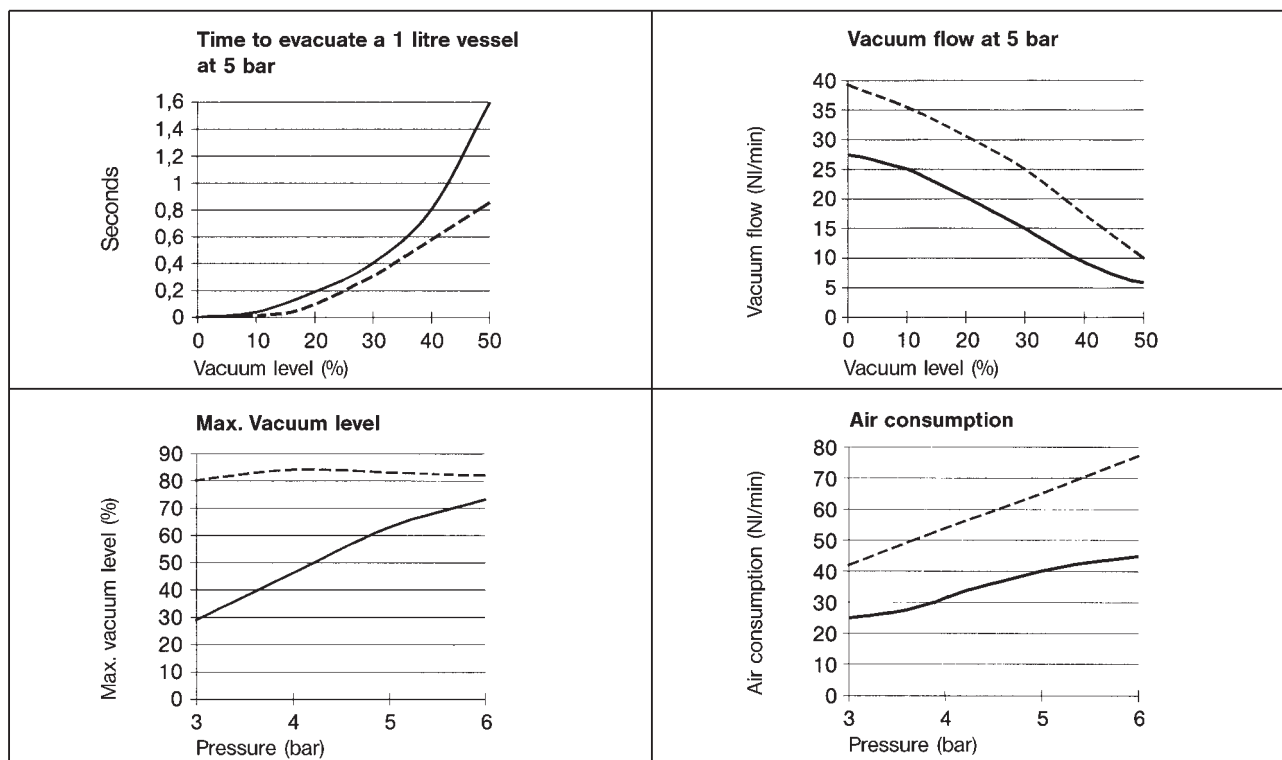 Time to evacuate a 1 litre vessel
at 5 bar
Seconds
1,6
1,4
1,2
1
0,8
0,6
0,4
0,2
0
0 10 20 30 40 50
Vacuum level (%)
Vacuum flow at 5 bar
Vacuum flow (Nl/min)
40
35
30
25
20
15
10
5
0
0 10 20 30 40 50
Vacuum level (%)
Max. Vacuum level
Max. vacuum level (%)
90
80
70
60
50
40
30
20
10
0
3 4 5 6
Pressure (bar)
Air consumption
Air consumption (Nl/min)
80
70
60
50
40
30
20
10
0
3 4 5 6
Pressure (bar)